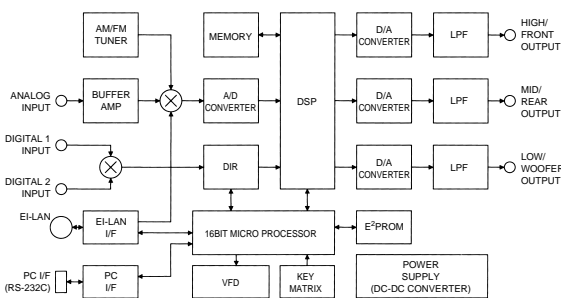 AM/FM
TUNER
MEMORY
DSP
D/A
CONVERTER
LPF
HIGH/
FRONT
OUTPUT
ANALOG
INPUT
BUFFER
AMP
A/D
CONVERTER
D/A
CONVERTER
LPF
MID/
REAR
OUTPUT
DIGITAL 1
INPUT
DIGITAL 2
INPUT
DIR
D/A
CONVERTER
LPF
LOW/
WOOFER
OUTPUT
EI-LAN
EI-LAN
I/F
16BIT MICRO PROCESSOR
E²PROM
PC I/F
(RS-232C)
PC
I/F
VFD
KEY
MATRIX
POWER
SUPPLY
(DC-DC CONVERTER)